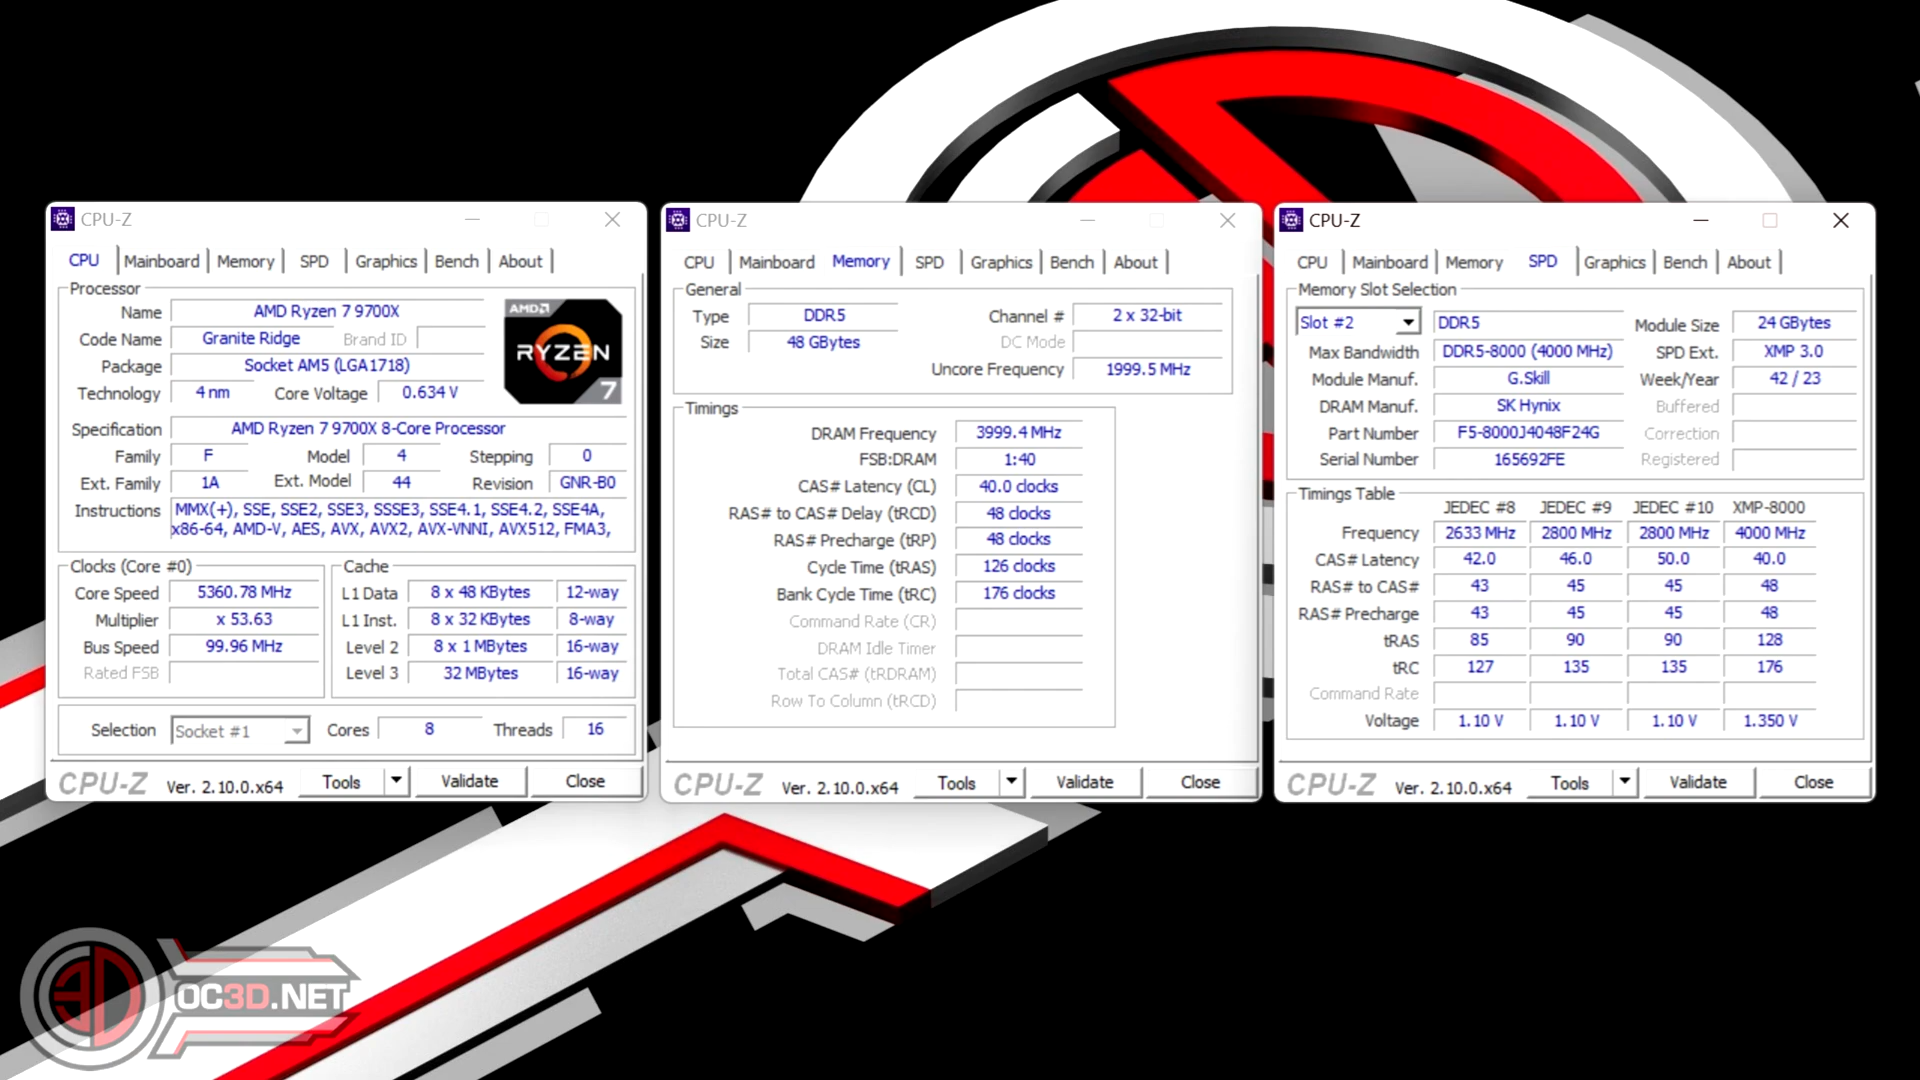 CPU-Z
CPU Mainboard Memory SPD Graphics Bench About
Processor
Name AMD Ryzen 7 9700X
Code Name Granite Ridge Brand ID
Package Socket AM5 (LGA1718)
Technology 4 nm Core Voltage 0.634 V
AMD
RYZEN
7
Specification AMD Ryzen 7 9700X 8-Core Processor
Family F Model 4 Stepping 0
Ext. Family 1A Ext. Model 44 Revision GNR-B0
Instructions MMX(+), SSE, SSE2, SSE3, SSSE3, SSE4.1, SSE4.2, SSE4A,
x86-64, AMD-V, AES, AVX, AVX2, AVX-VNNI, AVX512, FMA3,
Clocks (Core #0)
Core Speed 5360.78 MHz
Multiplier x 53.63
Bus Speed 99.96 MHz
Rated FSB
Cache
L1 Data 8 x 48 KBytes 12-way
L1 Inst. 8 x 32 KBytes 8-way
Level 2 8 x 1 MBytes 16-way
Level 3 32 MBytes 16-way
Selection Socket #1 Cores 8 Threads 16
CPU-Z Ver. 2.10.0.x64 Tools Validate Close
CPU-Z
CPU Mainboard Memory SPD Graphics Bench About
General
Type DDR5 Channel # 2 x 32-bit
Size 48 GBytes DC Mode
Uncore Frequency 1999.5 MHz
Timings
DRAM Frequency 3999.4 MHz
FSB:DRAM 1:40
CAS# Latency (CL) 40.0 clocks
RAS# to CAS# Delay (tRCD) 48 clocks
RAS# Precharge (tRP) 48 clocks
Cycle Time (tRAS) 126 clocks
Bank Cycle Time (tRC) 176 clocks
Command Rate (CR)
DRAM Idle Timer
Total CAS# (tRDRAM)
Row To Column (tRCD)
CPU-Z Ver. 2.10.0.x64 Tools Validate Close
CPU-Z
CPU Mainboard Memory SPD Graphics Bench About
Memory Slot Selection
Slot #2 DDR5 Module Size 24 GBytes
Max Bandwidth DDR5-8000 (4000 MHz) SPD Ext. XMP 3.0
Module Manuf. G.Skill Week/Year 42 / 23
DRAM Manuf. SK Hynix Buffered
Part Number F5-8000J4048F24G Correction
Serial Number 165692FE Registered
Timings Table
JEDEC #8 JEDEC #9 JEDEC #10 XMP-8000
Frequency 2633 MHz 2800 MHz 2800 MHz 4000 MHz
CAS# Latency 42.0 46.0 50.0 40.0
RAS# to CAS# 43 45 45 48
RAS# Precharge 43 45 45 48
tRAS 85 90 90 128
tRC 127 135 135 176
Command Rate
Voltage 1.10 V 1.10 V 1.10 V 1.350 V
CPU-Z Ver. 2.10.0.x64 Tools Validate Close
3D OC3D.NET